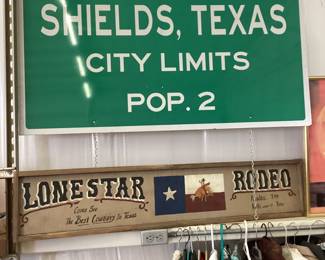 SHIELDS, TEXAS
CITY LIMITS
POP. 2
LONESTAR RODEO
Come See
the Best Cowboys In Texas